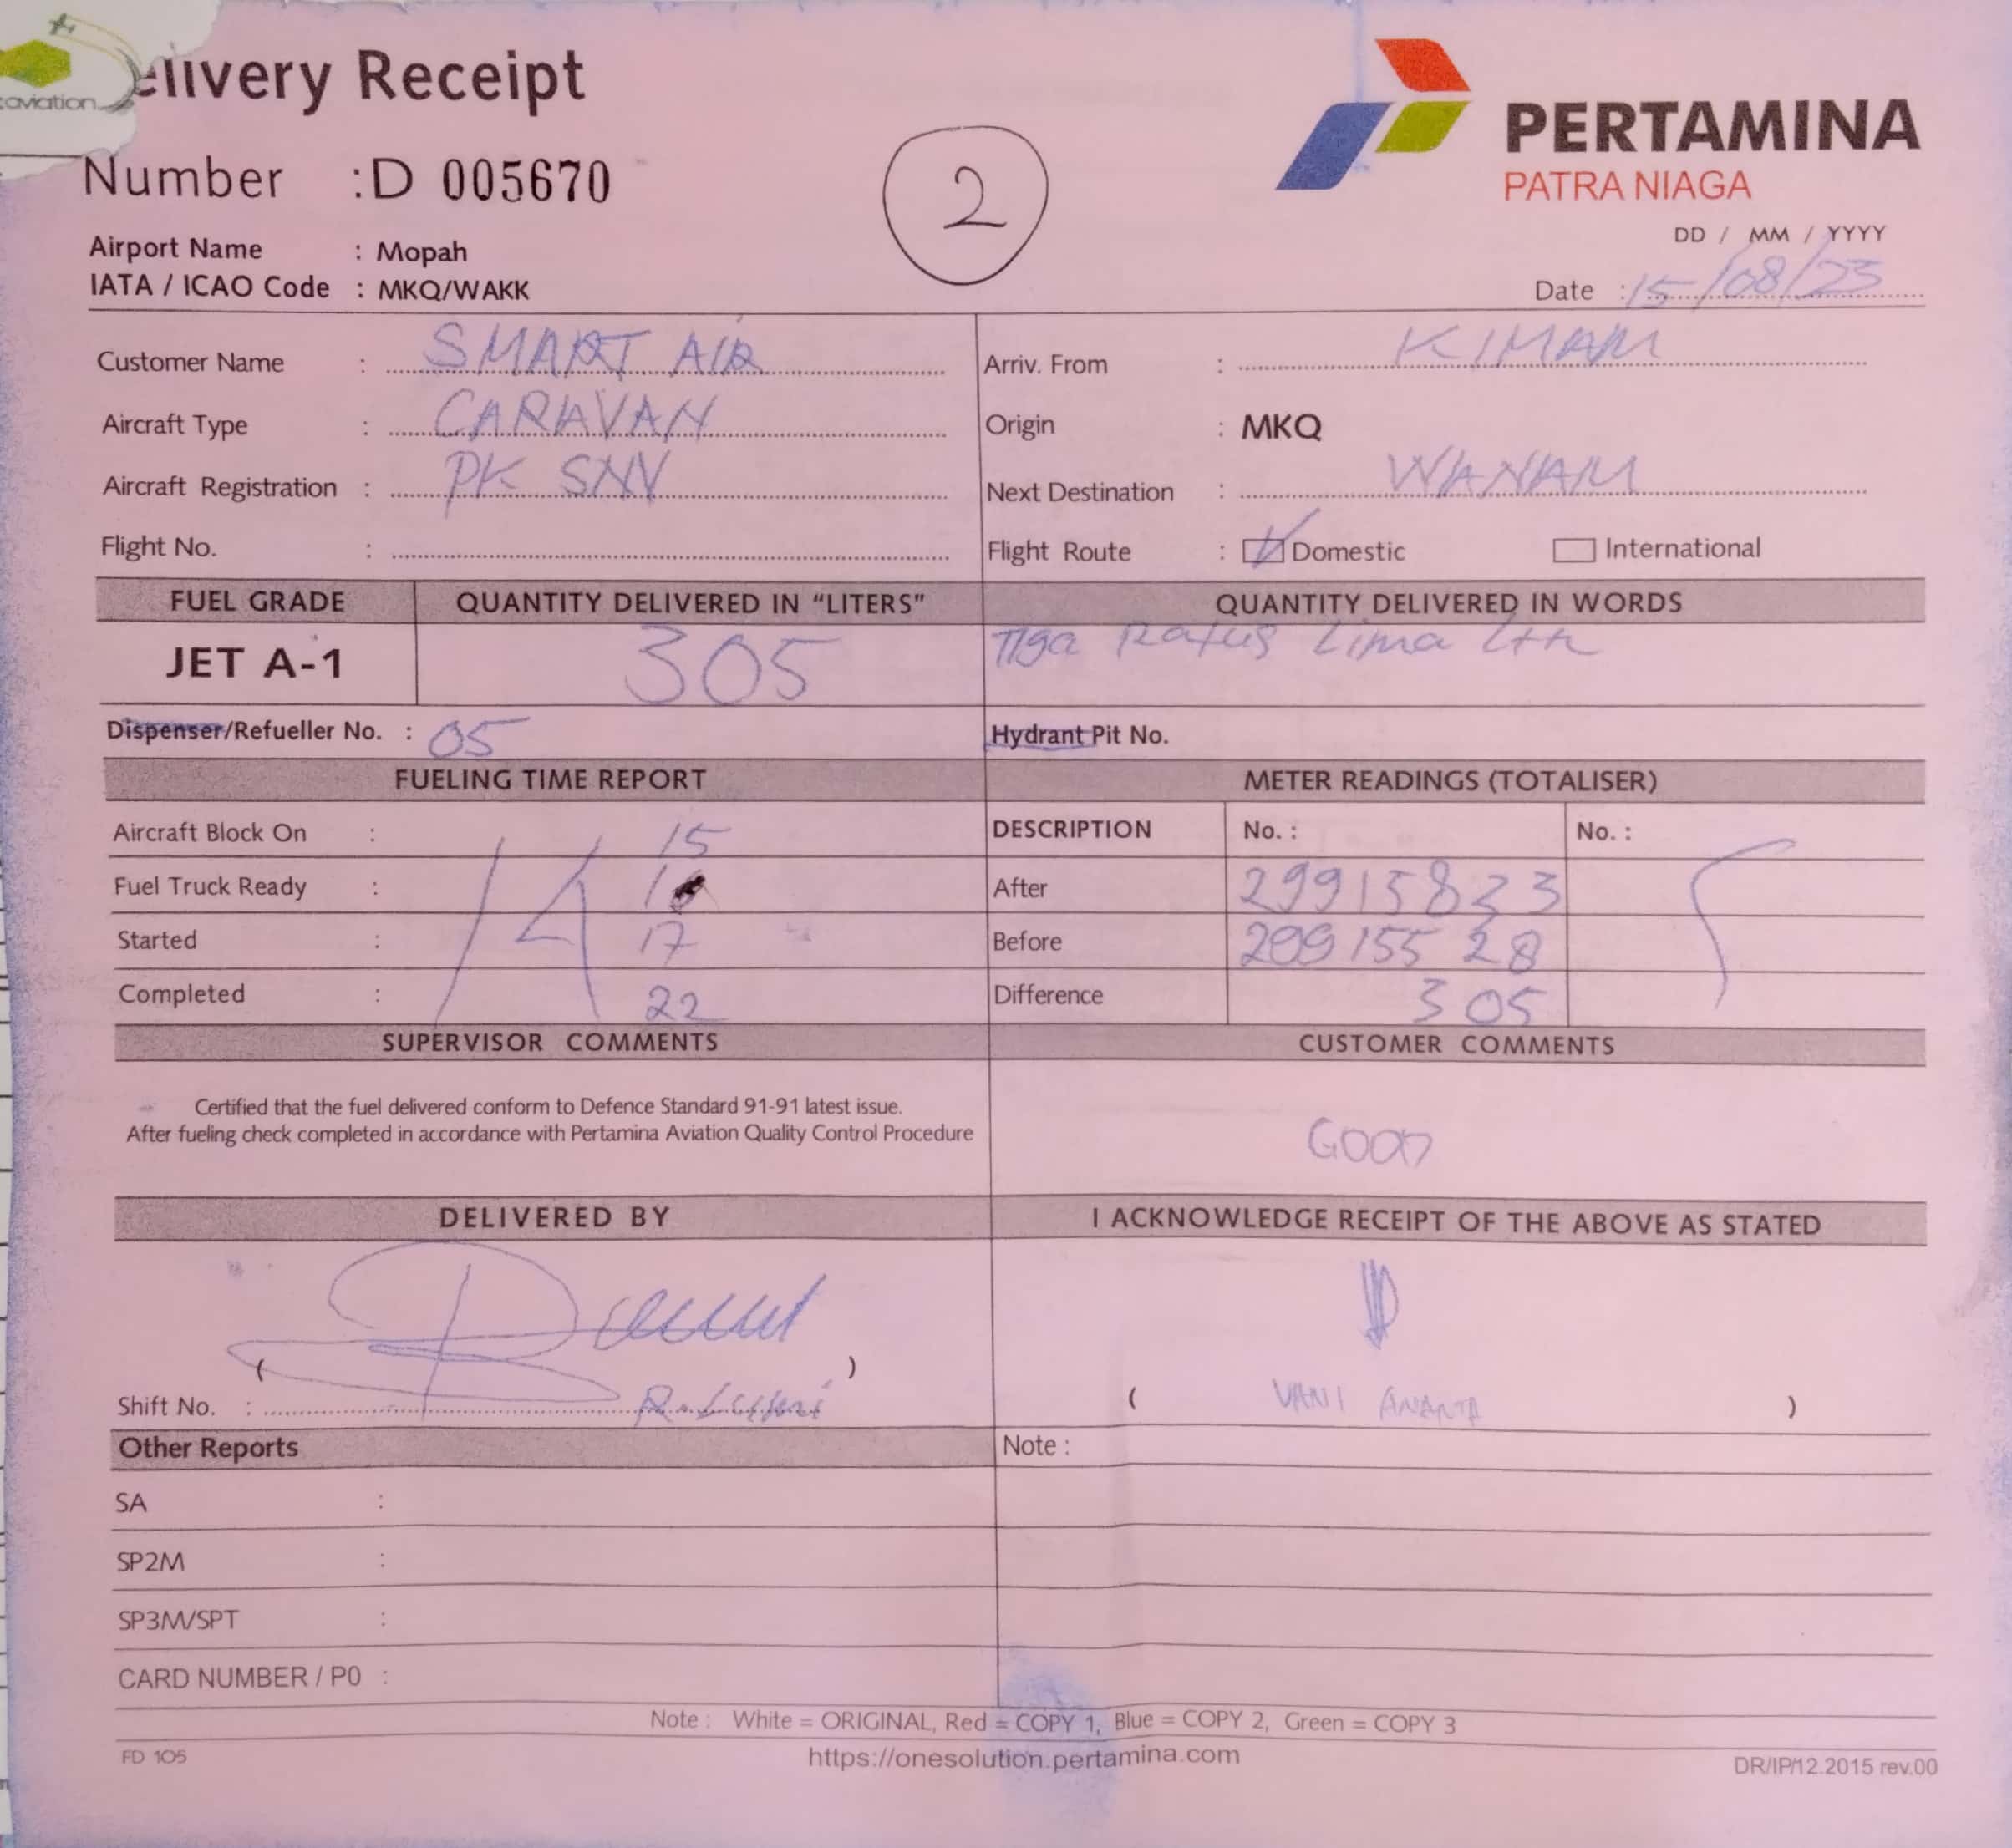 aviation
elivery Receipt
PERTAMINA
PATRA NIAGA
Number : D 005670
2
Airport Name : Mopah
IATA / ICAO Code : MKQ/WAKK
DD / MM / YYYY
Date : 15/08/23
Customer Name : SMART AIR
Arriv. From : KIMAM
Aircraft Type : CARAVAN
Origin : MKQ
Aircraft Registration : PK SNV
Next Destination : WANAM
Flight No. :
Flight Route : Domestic International
FUEL GRADE QUANTITY DELIVERED IN “LITERS” QUANTITY DELIVERED IN WORDS
JET A-1 305 Tiga Ratus Lima Ltr
Dispenser/Refueller No. : 05 Hydrant Pit No.
FUELING TIME REPORT METER READINGS (TOTALISER)
Aircraft Block On : 15 DESCRIPTION No. : No. :
Fuel Truck Ready : 14 After 29915833
Started : 17 Before 29915528
Completed : 22 Difference 305
SUPERVISOR COMMENTS CUSTOMER COMMENTS
Certified that the fuel delivered conform to Defence Standard 91-91 latest issue.
After fueling check completed in accordance with Pertamina Aviation Quality Control Procedure
GOOD
DELIVERED BY I ACKNOWLEDGE RECEIPT OF THE ABOVE AS STATED
( )
Shift No. : ( VANI ANANTA )
Other Reports Note :
SA :
SP2M :
SP3M/SPT :
CARD NUMBER / P0 :
Note : White = ORIGINAL, Red = COPY 1, Blue = COPY 2, Green = COPY 3
FD 105 https://onesolution.pertamina.com DR/IP/12.2015 rev.00